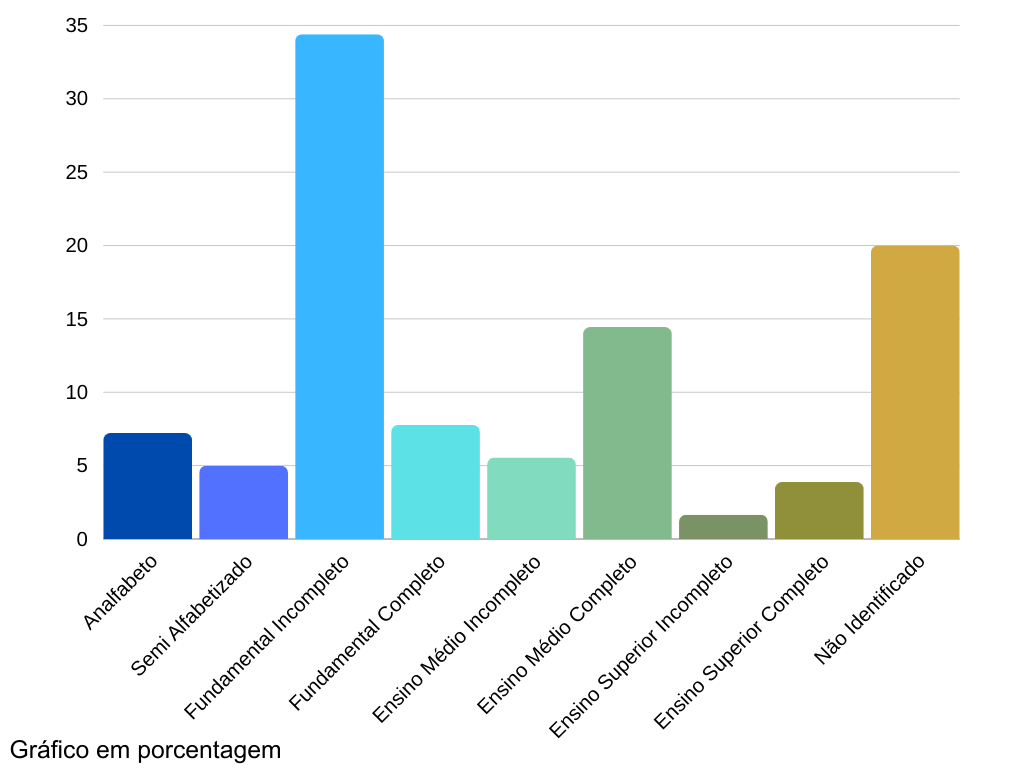 35
30
25
20
15
10
5
0
Analfabeto
Semi Alfabetizado
Fundamental Incompleto
Fundamental Completo
Ensino Médio Incompleto
Ensino Médio Completo
Ensino Superior Incompleto
Ensino Superior Completo
Não Identificado
Gráfico em porcentagem